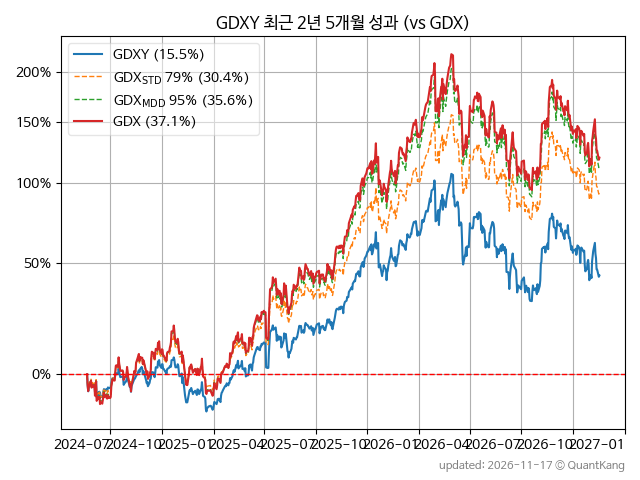 GDXY 최근 2년 5개월 성과 (vs GDX)
GDXY (15.5%)
GDX_STD 79% (30.4%)
GDX_MDD 95% (35.6%)
GDX (37.1%)
200%
150%
100%
50%
0%
2024-07 2024-10 2025-01 2025-04 2025-07 2025-10 2026-01 2026-04 2026-07 2026-10 2027-01
updated: 2026-11-17 © QuantKang